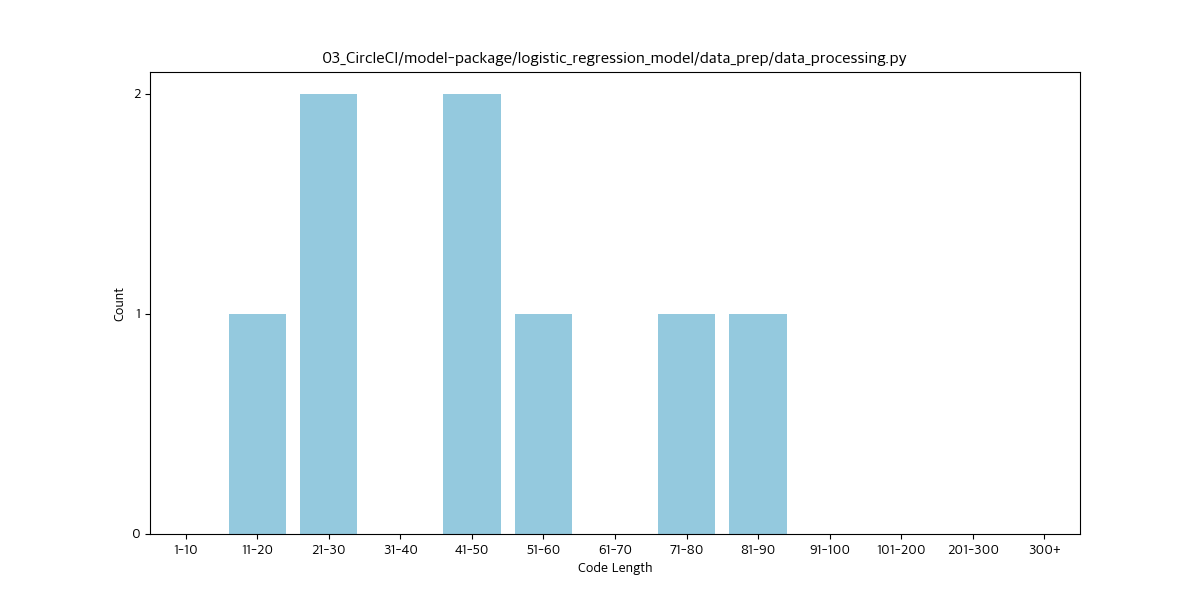 03_CircleCI/model-package/logistic_regression_model/data_prep/data_processing.py
2
1
0
Count
1-10 11-20 21-30 31-40 41-50 51-60 61-70 71-80 81-90 91-100 101-200 201-300 300+
Code Length